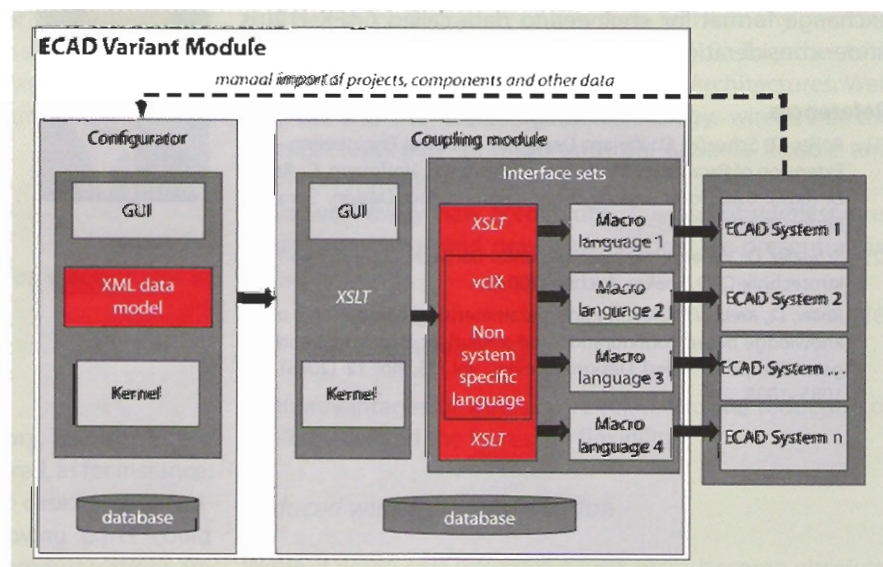 ECAD Variant Module
manual import of projects, components and other data
Configurator
GUI
XML data
model
Kernel
database
Coupling module
GUI
XSLT
Kernel
database
Interface sets
XSLT
vclX
Non
system
specific
language
XSLT
Macro
language 1
Macro
language 2
Macro
language 3
Macro
language 4
ECAD System 1
ECAD System 2
ECAD System ...
ECAD System n